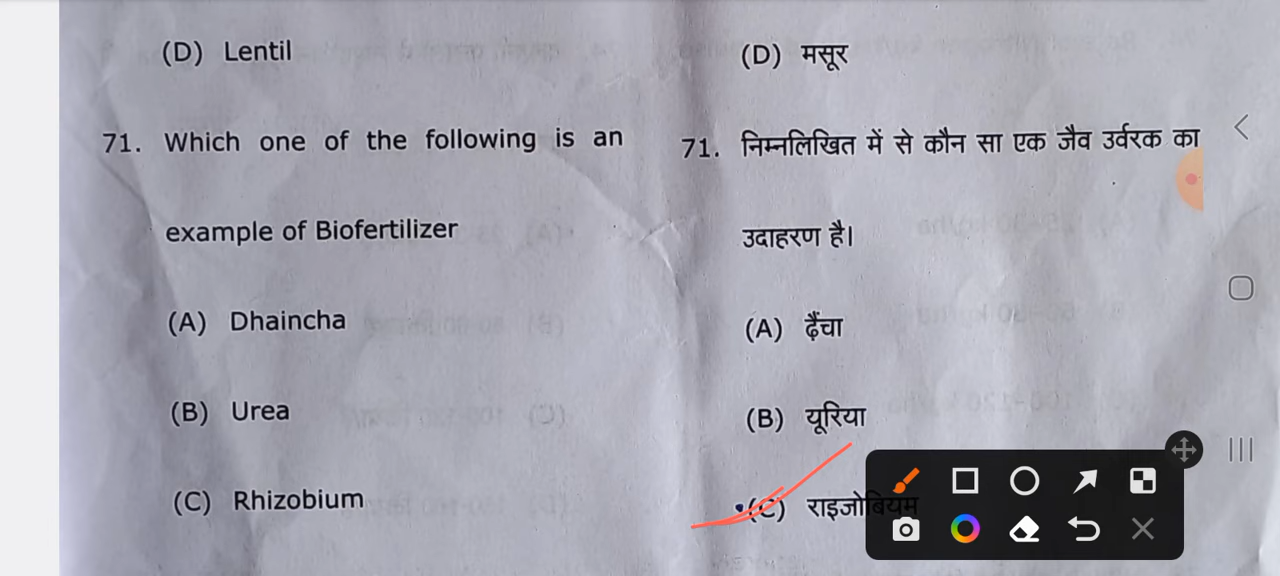 (D) Lentil
71. Which one of the following is an
example of Biofertilizer
(A) Dhaincha
(B) Urea
(C) Rhizobium
(D) मसूर
71. निम्नलिखित में से कौन सा एक जैव उर्वरक का
उदाहरण है।
(A) ढ़ैंचा
(B) यूरिया
(C) राइजोबियम